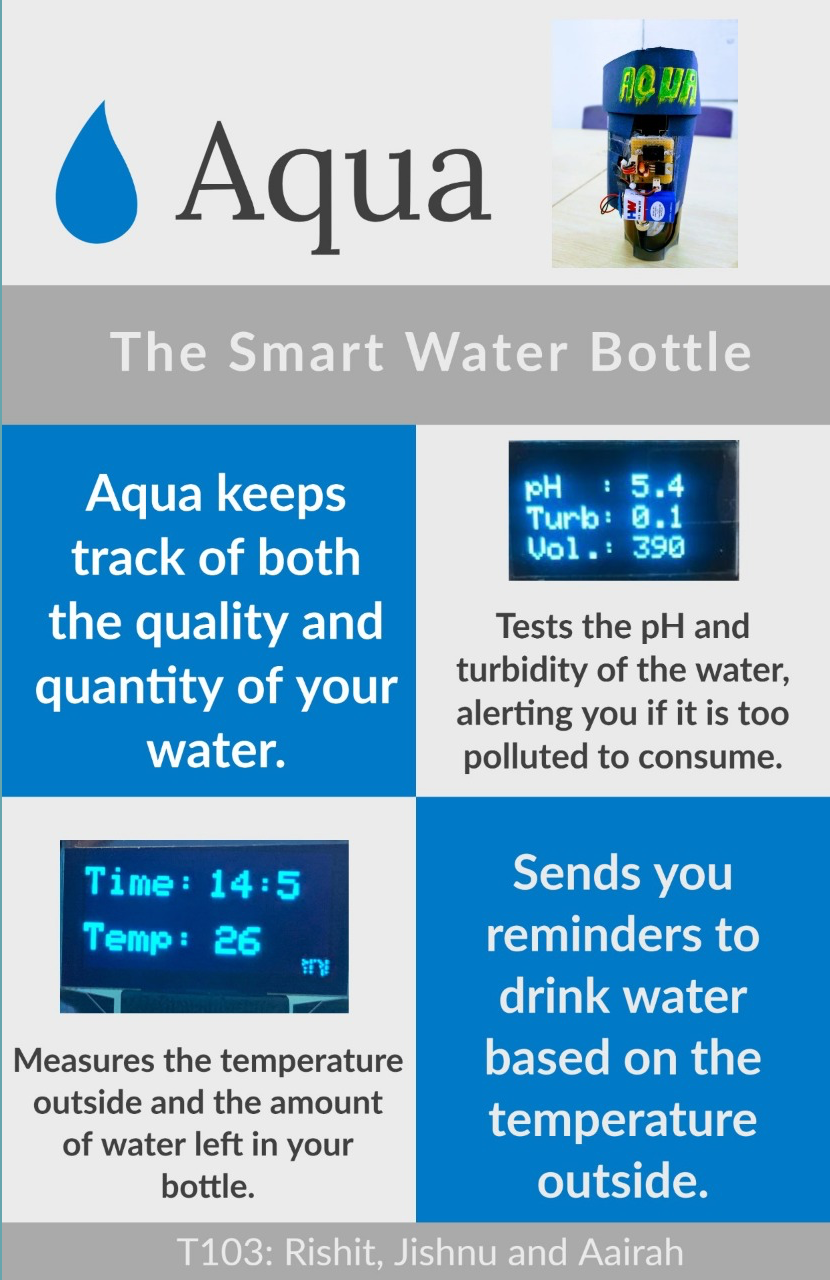 Aqua
AQUA
HW
The Smart Water Bottle
Aqua keeps
track of both
the quality and
quantity of your
water.
pH : 5.4
Turb: 0.1
Vol.: 390
Tests the pH and
turbidity of the water,
alerting you if it is too
polluted to consume.
Time: 14:5
Temp: 26
Measures the temperature
outside and the amount
of water left in your
bottle.
Sends you
reminders to
drink water
based on the
temperature
outside.
T103: Rishit, Jishnu and Aairah